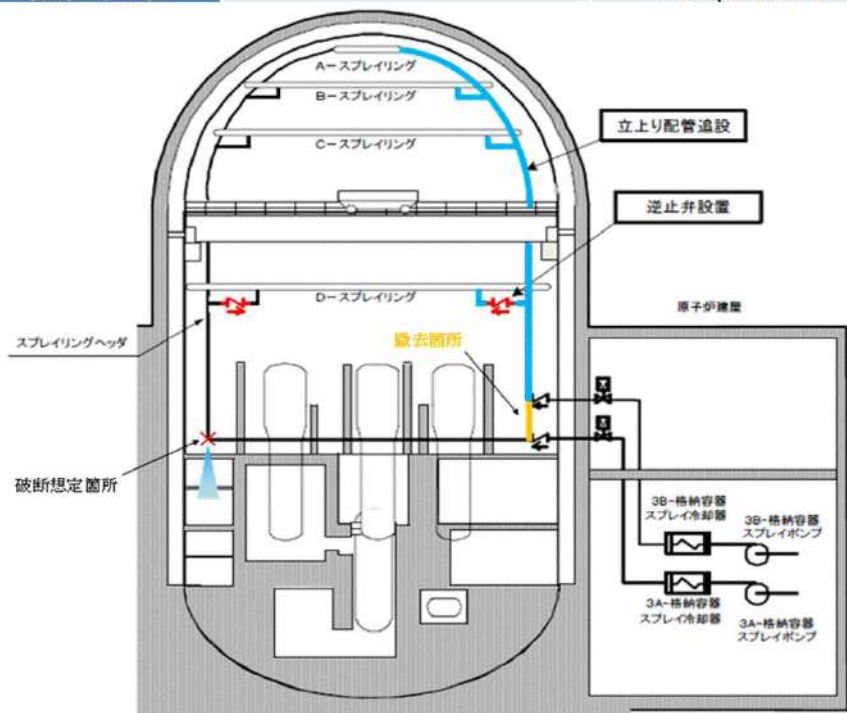 A-スプレイリング
B-スプレイリング
C-スプレイリング
立上り配管追設
逆止弁設置
D-スプレイリング
原子炉建屋
スプレイリングヘッダ
撤去箇所
破断想定箇所
3B-格納容器
スプレイ冷却器
3B-格納容器
スプレイポンプ
3A-格納容器
スプレイ冷却器
3A-格納容器
スプレイポンプ